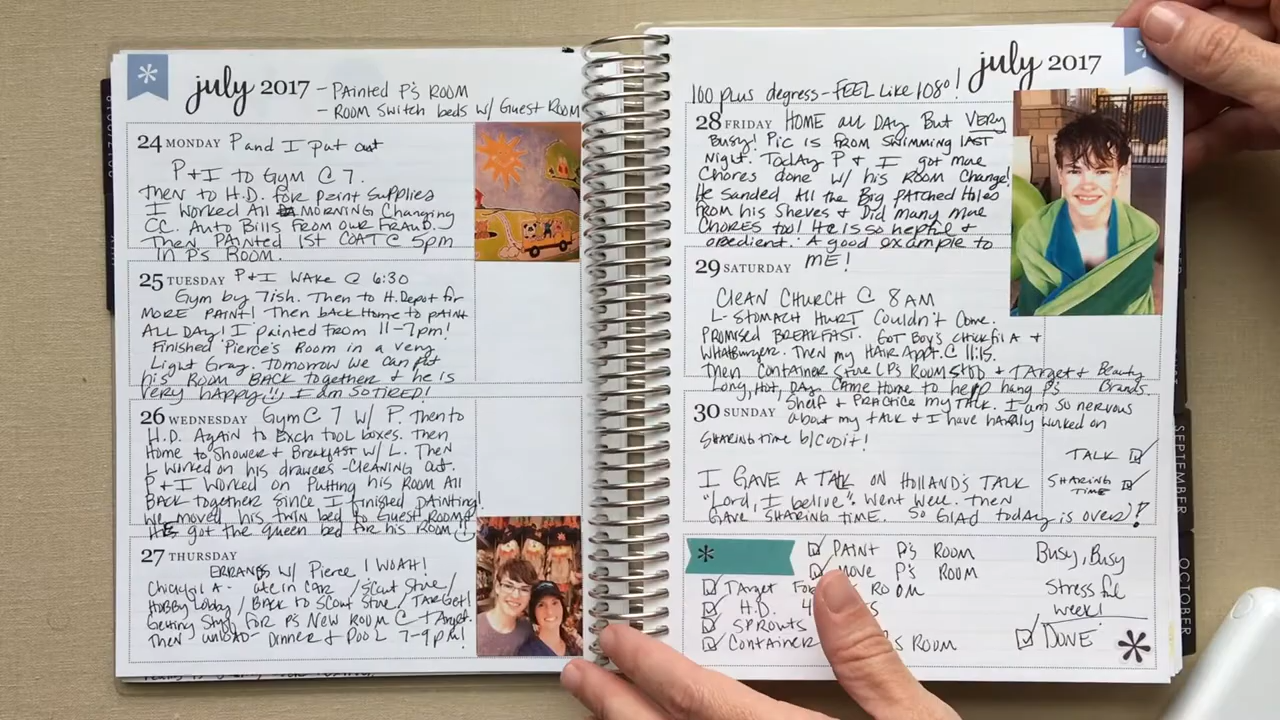 july 2017 - Painted P's Room
- Room switch beds w/ Guest Room
24 MONDAY P and I put out
P+I to Gym @ 7.
then to H.D. for paint supplies
I worked All MORNING Changing
CC. Auto Bills From our FRAUD.
Then PAINTED 1ST COAT @ 5pm
in P's Room.
25 TUESDAY P+I WAKE @ 6:30
Gym by 7ish. Then to H.Depot for
MORE PAINT! Then back Home to PAINT
ALL DAY! I painted from 11-7pm!
Finished Pierce's Room in a very
Light Gray. Tomorrow we can put
his Room BACK together & he is
very happy!! I am SO TIRED!
26 WEDNESDAY Gym @ 7 w/ P. Then to
H.D. Again to Exch tool boxes. Then
Home to Shower & Breakfast w/ L. Then
L worked on his drawers - CLEANING out.
P + I Worked on Putting his Room All
BACK together since I finished PAINTING!
We moved his twin bed to Guest Room &
HE got the queen bed for his room
27 THURSDAY
ERRANDS w/ Pierce! WOAH!
Chickfil A - ate in CAR / Scout Store /
Hobby Lobby / BACK to Scout Store / TARGET!
Getting Stuff for P's New Room @ Target.
Then - Dinner & Pool 7-9pm!
july 2017
100 plus degress - FEEL Like 108°!
28 FRIDAY HOME all DAY But VERY
Busy! Pic is From Swimming LAST
Night. Today P & I got more
Chores done w/ his ROOM Change!
He sanded All the Big PATCHED Holes
From his Shelves & Did Many More
CHORES too! He is so helpful &
obedient. A good example to
ME!
29 SATURDAY
CLEAN CHURCH @ 8 AM
L- STOMACH HURT Couldn't Come.
Promised BREAKFAST. Got Boy's Chickfil A +
WHATBURGER. Then my HAIR Appt. @ 11:15.
Then Container Store (P's Room Stuff) + TArget + Beauty
Long, Hot, Day. Came Home to help hang P's Brands.
Shelf + PRACTICE my TALK. I am so nervous
30 SUNDAY about my talk & I have hardly worked on
SHARING time b/c of it!
TALK ☑
I GAVE A TALK ON HOLLAND'S TALK SHARING TIME ☑
"Lord, I belive". Went well. Then
GAVE SHARING TIME. So GLAD today is over!!
* ☑ PAINT P's Room
☑ MOVE P's ROOM
☑ TArget ROOM
☑ H.D. 4
☑ SPROUTS
☑ Container Room
Busy, Busy
Stressful
week!
☑ DONE
*
SEPTEMBER
OCTOBER